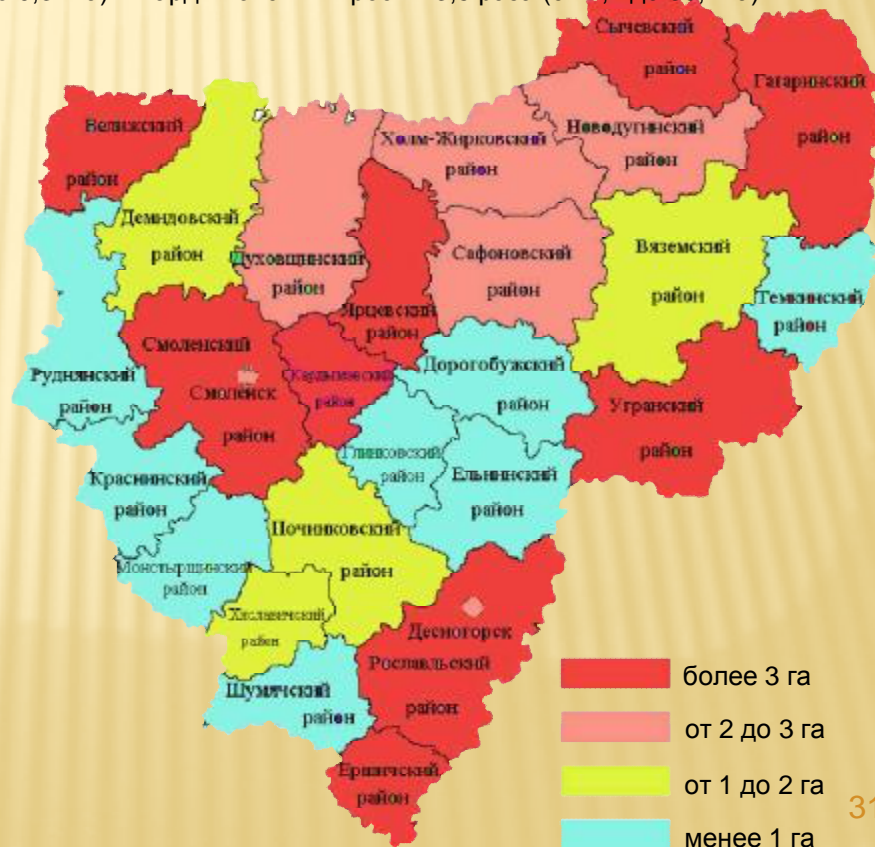 Сычевский
район
Гагаринский
район
Велижский
район
Холм-Жирковский
район
Новодугинский
район
Демидовский
район
Духовщинский
район
Сафоновский
район
Вяземский
район
Темкинский
район
Ярцевский
район
Смоленский
Смоленск
район
Кардымовский
район
Дорогобужский
район
Руднянский
район
Угранский
район
Глинковский
район
Ельнинский
район
Краснинский
район
Починковский
район
Монстырщинский
район
Хиславичский
район
Десногорск
Рославльский
район
Шумячский
район
Ершичский
район
более 3 га
от 2 до 3 га
от 1 до 2 га
менее 1 га
31